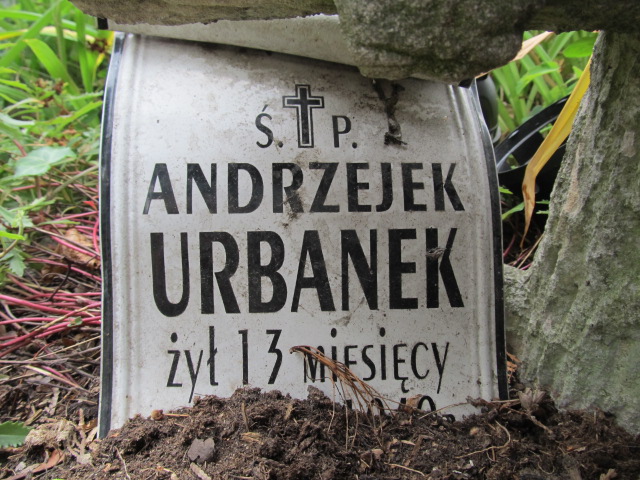 Ś. P.
ANDRZEJEK
URBANEK
żył 13 MIESIĘCY